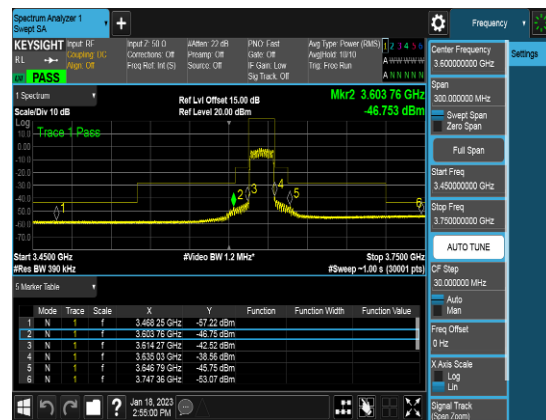 Spectrum Analyzer 1
Swept SA
+
Frequency
KEYSIGHT
Input: RF
Coupling: DC
Align: Off
Input Z: 50 Ω
Corrections: Off
Freq Ref: Int (S)
#Atten: 22 dB
Preamp: Off
Source: Off
PNO: Fast
Gate: Off
IF Gain: Low
Sig Track: Off
Avg Type: Power (RMS)
Avg|Hold: 10/10
Trig: Free Run
1 2 3 4 5 6
A W W W W W
A N N N N N
R L
PASS
1 Spectrum
Scale/Div 10 dB
Ref Lvl Offset 15.00 dB
Ref Level 20.00 dBm
Mkr2 3.603 76 GHz
-46.753 dBm
Log
Trace 1 Pass
10.0
0.00
-10.0
-20.0
-30.0
-40.0
-50.0
-60.0
-70.0
1
2
3
4
5
6
Start 3.4500 GHz
#Res BW 390 kHz
#Video BW 1.2 MHz*
Stop 3.7500 GHz
#Sweep ~1.00 s (30001 pts)
5 Marker Table
Mode Trace Scale X Y Function Function Width Function Value
1 N 1 f 3.468 25 GHz -57.22 dBm
2 N 1 f 3.603 76 GHz -46.75 dBm
3 N 1 f 3.614 27 GHz -42.52 dBm
4 N 1 f 3.635 03 GHz -38.56 dBm
5 N 1 f 3.646 79 GHz -45.75 dBm
6 N 1 f 3.747 36 GHz -53.07 dBm
?
Jan 18, 2023
2:55:00 PM
Settings
Center Frequency
3.600000000 GHz
Span
300.000000 MHz
Swept Span
Zero Span
Full Span
Start Freq
3.450000000 GHz
Stop Freq
3.750000000 GHz
AUTO TUNE
CF Step
30.000000 MHz
Auto
Man
Freq Offset
0 Hz
X Axis Scale
Log
Lin
Signal Track
(Span Zoom)